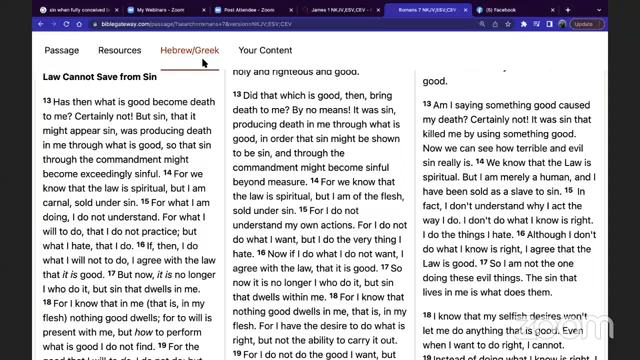 sin when fully conceived b
My Webinars - Zoom
Post Attendee - Zoom
James 1 NKJV;ESV;CEV
Romans 7 NKJV;ESV;CEV
(1) Facebook
biblegateway.com/passage/?search=romans+7&version=NKJV;ESV;CEV
Update
Passage
Resources
Hebrew/Greek
Your Content
Law Cannot Save from Sin
13 Has then what is good become death
to me? Certainly not! But sin, that it
might appear sin, was producing death
in me through what is good, so that sin
through the commandment might
become exceedingly sinful. 14 For we
know that the law is spiritual, but I am
carnal, sold under sin. 15 For what I am
doing, I do not understand. For what I
will to do, that I do not practice; but
what I hate, that I do. 16 If, then, I do
what I will not to do, I agree with the law
that it is good. 17 But now, it is no longer
I who do it, but sin that dwells in me.
18 For I know that in me (that is, in my
flesh) nothing good dwells; for to will is
present with me, but how to perform
what is good I do not find. 19 For the
good that I will to do, I do not do; but
holy and righteous and good.
13 Did that which is good, then, bring
death to me? By no means! It was sin,
producing death in me through what is
good, in order that sin might be shown
to be sin, and through the
commandment might become sinful
beyond measure. 14 For we know that
the law is spiritual, but I am of the flesh,
sold under sin. 15 For I do not
understand my own actions. For I do not
do what I want, but I do the very thing I
hate. 16 Now if I do what I do not want, I
agree with the law, that it is good. 17 So
now it is no longer I who do it, but sin
that dwells within me. 18 For I know that
nothing good dwells in me, that is, in my
flesh. For I have the desire to do what is
right, but not the ability to carry it out.
19 For I do not do the good I want, but
good.
13 Am I saying something good caused
my death? Certainly not! It was sin that
killed me by using something good.
Now we can see how terrible and evil
sin really is. 14 We know that the Law is
spiritual. But I am merely a human, and I
have been sold as a slave to sin. 15 In
fact, I don't understand why I act the
way I do. I don't do what I know is right.
I do the things I hate. 16 Although I don't
do what I know is right, I agree that the
Law is good. 17 So I am not the one
doing these evil things. The sin that
lives in me is what does them.
18 I know that my selfish desires won't
let me do anything that is good. Even
when I want to do right, I cannot.
19 Instead of doing what I know is right,
zoom